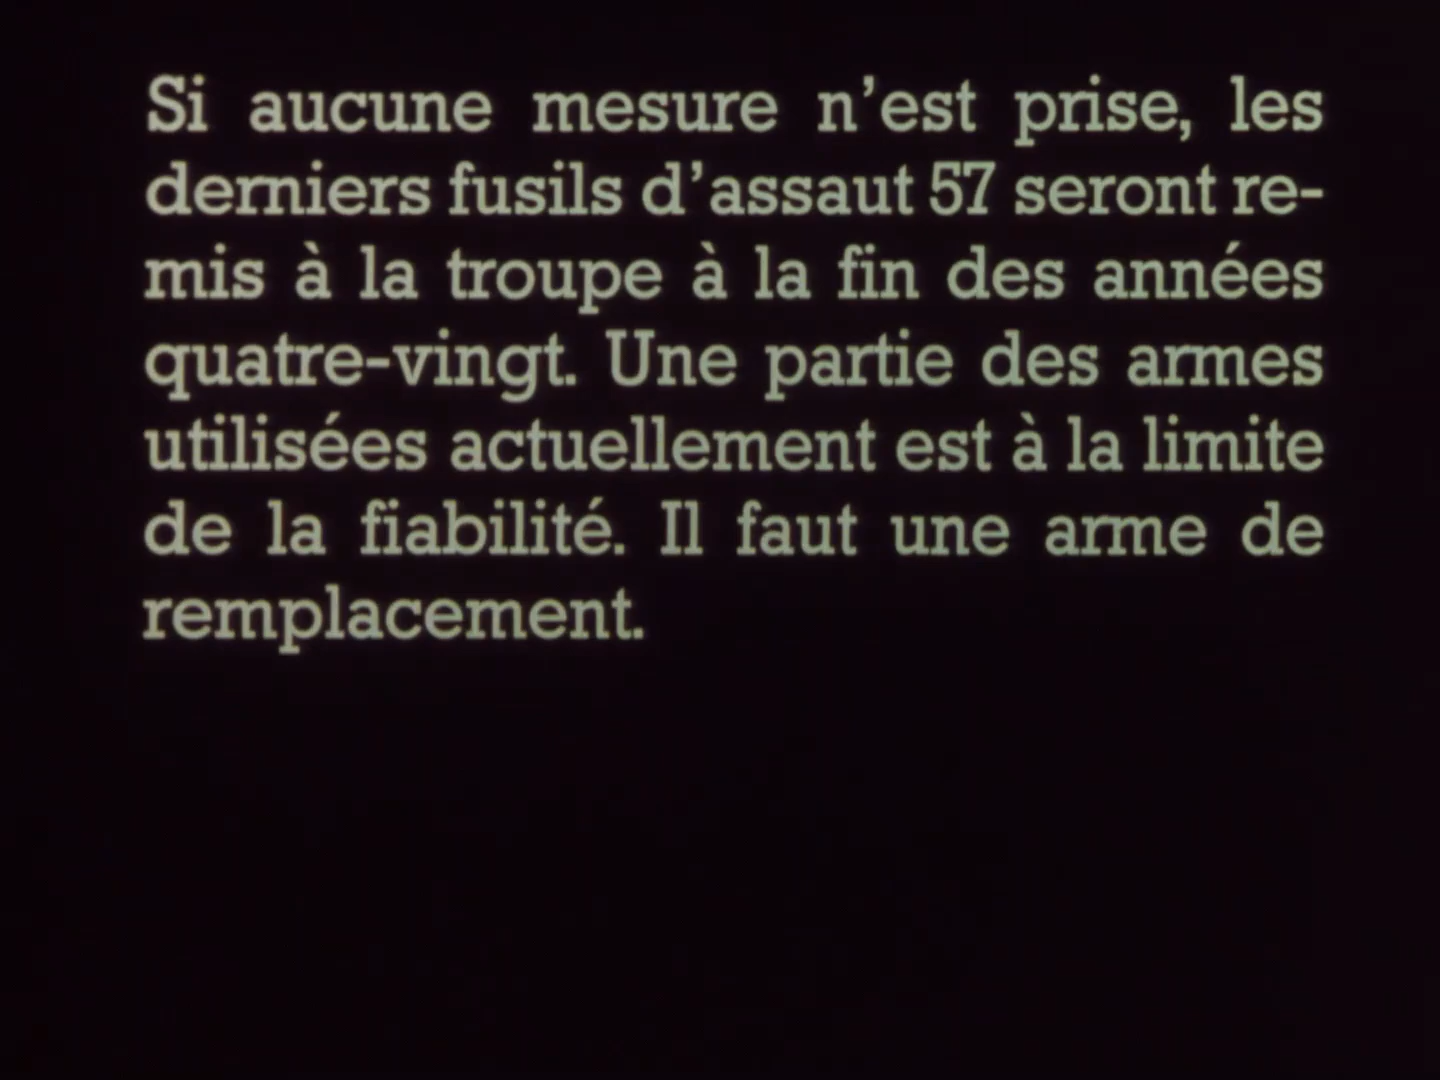 Si aucune mesure n’est prise, les
derniers fusils d’assaut 57 seront re-
mis à la troupe à la fin des années
quatre-vingt. Une partie des armes
utilisées actuellement est à la limite
de la fiabilité. Il faut une arme de
remplacement.